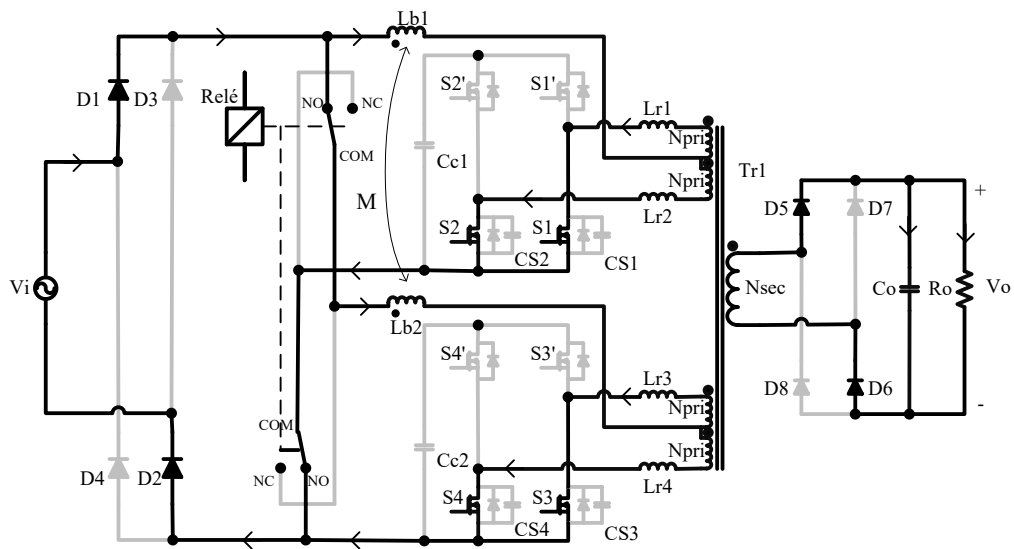 Lb1
S2'
S1'
D1
D3
Relé
NO
NC
Lr1
COM
Cc1
Npri
Tr1
M
Npri
Lr2
D5
D7
+
S2
S1
CS2
CS1
Vi
Nsec
Co
Ro
Vo
Lb2
S4'
S3'
Lr3
D8
D6
-
Npri
COM
Cc2
Npri
D4
D2
NC
NO
Lr4
S4
S3
CS4
CS3